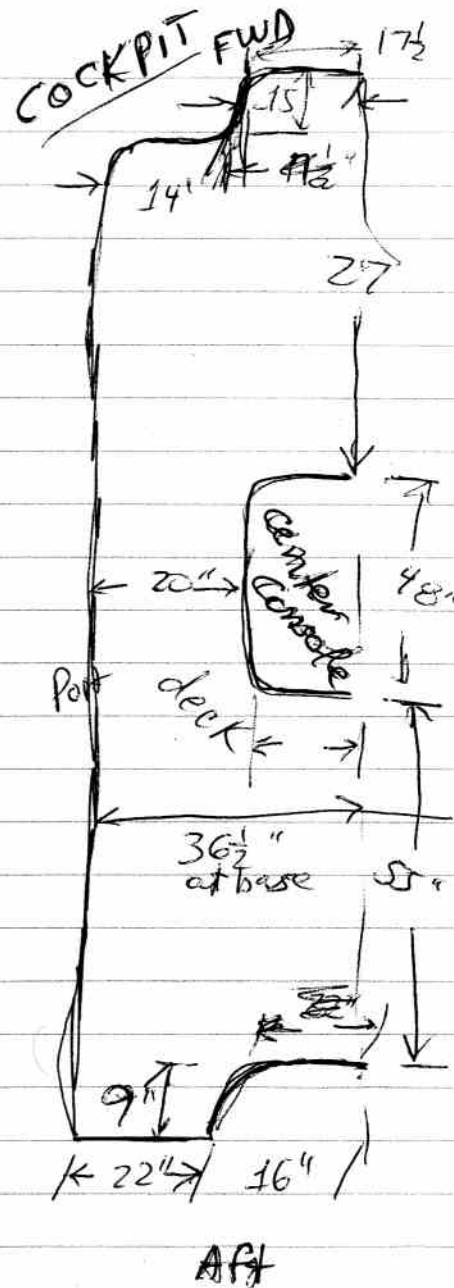 COCKPIT FWD
17½
15
14'
27
20"
center
console
48"
Port
deck
36½"
at base
9"
22"
16"
Aft